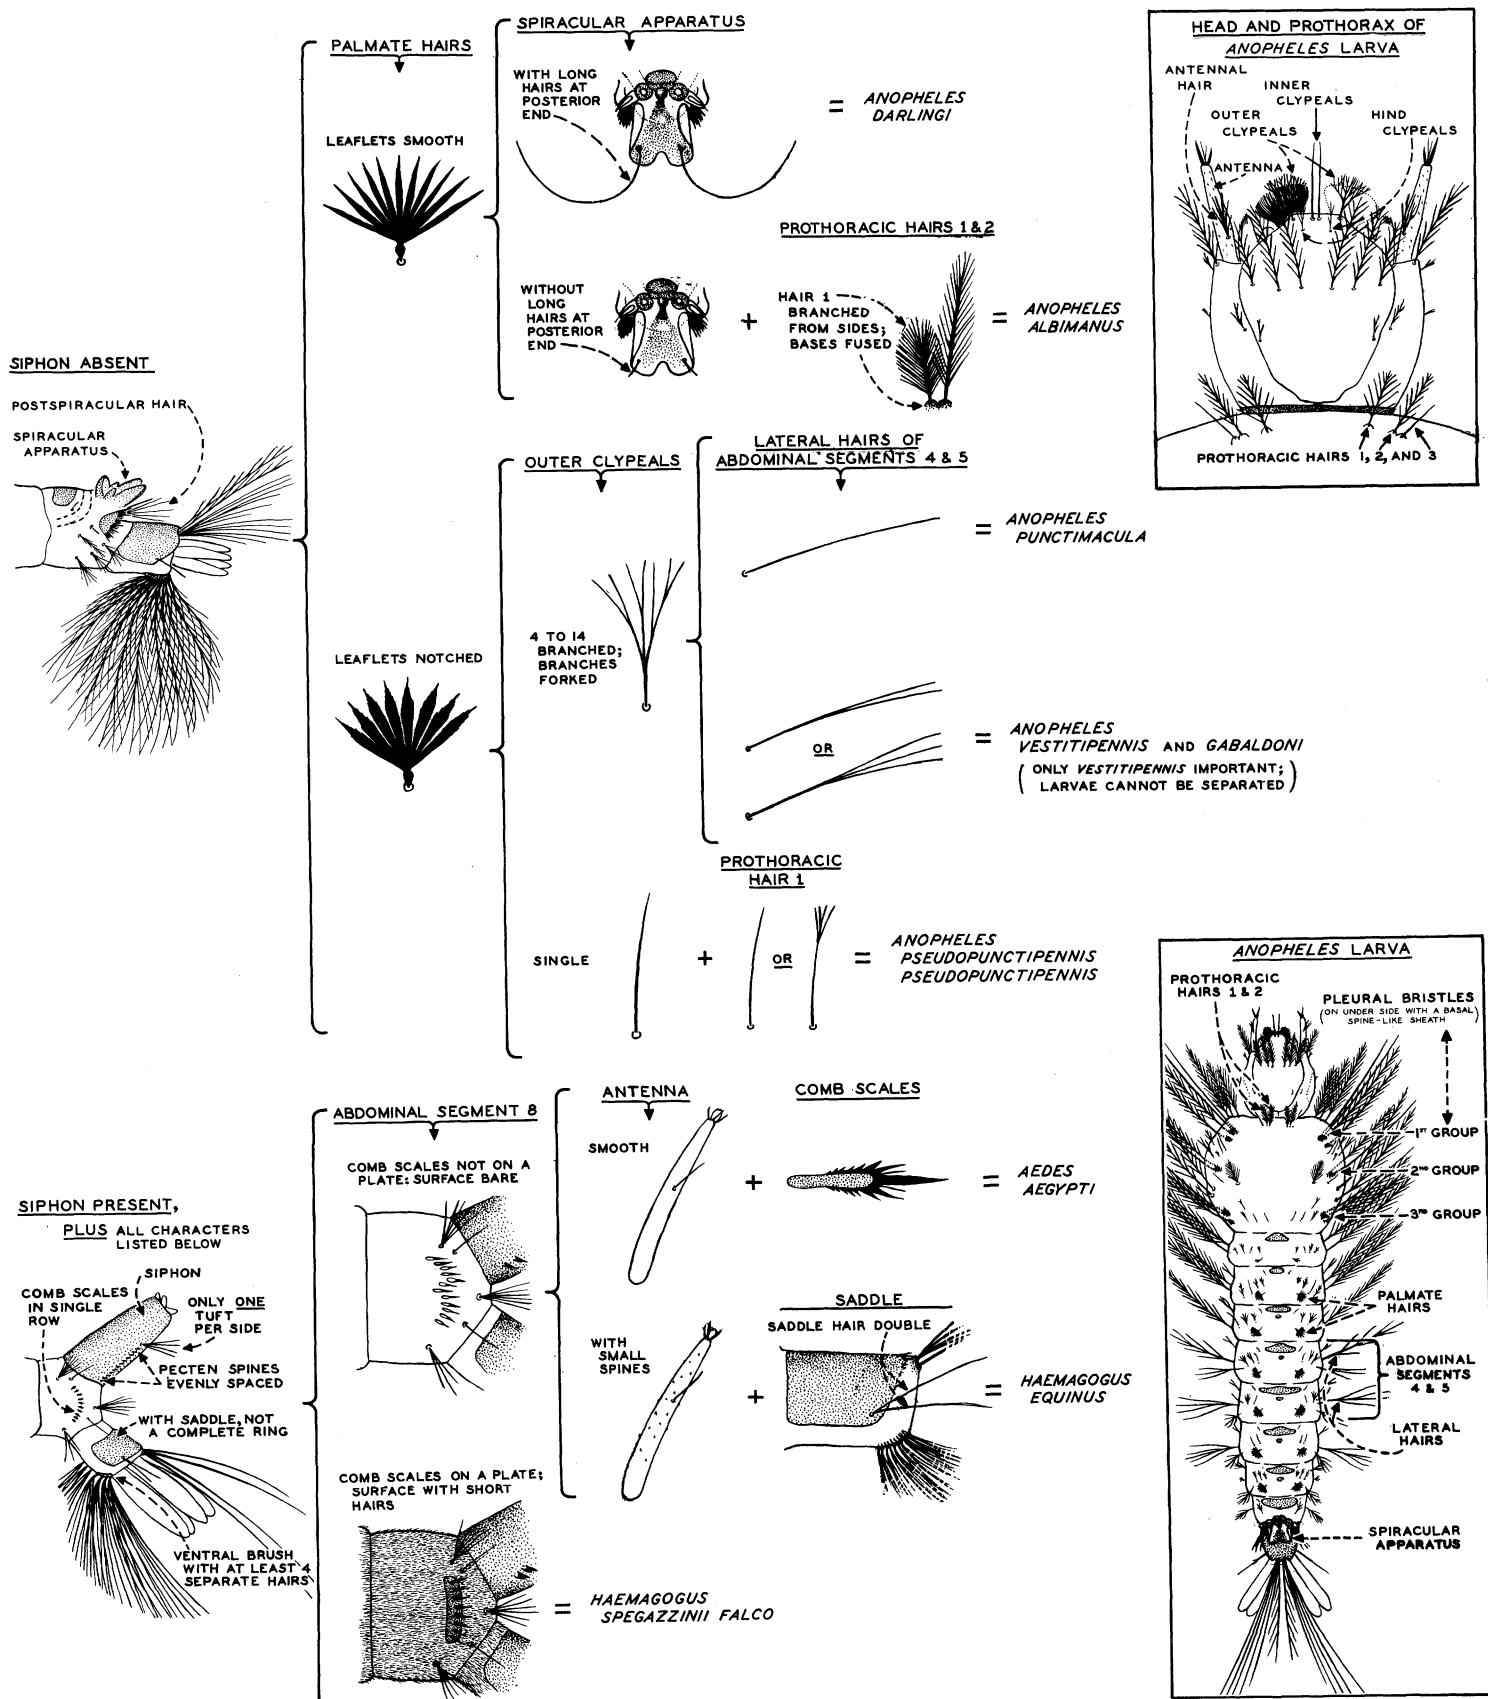 SIPHON ABSENT
POSTSPIRACULAR HAIR
SPIRACULAR
APPARATUS
PALMATE HAIRS
LEAFLETS SMOOTH
SPIRACULAR APPARATUS
WITH LONG
HAIRS AT
POSTERIOR
END
= ANOPHELES
DARLINGI
WITHOUT
LONG
HAIRS AT
POSTERIOR
END
+
PROTHORACIC HAIRS 1 & 2
HAIR 1
BRANCHED
FROM SIDES;
BASES FUSED
= ANOPHELES
ALBIMANUS
LEAFLETS NOTCHED
OUTER CLYPEALS
4 TO 14
BRANCHED;
BRANCHES
FORKED
LATERAL HAIRS OF
ABDOMINAL SEGMENTS 4 & 5
= ANOPHELES
PUNCTIMACULA
OR
= ANOPHELES
VESTITIPENNIS AND GABALDONI
( ONLY VESTITIPENNIS IMPORTANT;
LARVAE CANNOT BE SEPARATED )
PROTHORACIC
HAIR 1
SINGLE
+
OR
= ANOPHELES
PSEUDOPUNCTIPENNIS
PSEUDOPUNCTIPENNIS
SIPHON PRESENT,
PLUS ALL CHARACTERS
LISTED BELOW
SIPHON
COMB SCALES
IN SINGLE
ROW
ONLY ONE
TUFT
PER SIDE
PECTEN SPINES
EVENLY SPACED
WITH SADDLE, NOT
A COMPLETE RING
VENTRAL BRUSH
WITH AT LEAST 4
SEPARATE HAIRS
ABDOMINAL SEGMENT 8
COMB SCALES NOT ON A
PLATE: SURFACE BARE
ANTENNA
SMOOTH
+
COMB SCALES
= AEDES
AEGYPTI
WITH
SMALL
SPINES
+
SADDLE
SADDLE HAIR DOUBLE
= HAEMAGOGUS
EQUINUS
COMB SCALES ON A PLATE;
SURFACE WITH SHORT
HAIRS
= HAEMAGOGUS
SPEGAZZINII FALCO
HEAD AND PROTHORAX OF
ANOPHELES LARVA
ANTENNAL
HAIR
INNER
CLYPEALS
OUTER
CLYPEALS
HIND
CLYPEALS
ANTENNA
PROTHORACIC HAIRS 1, 2, AND 3
ANOPHELES LARVA
PROTHORACIC
HAIRS 1 & 2
PLEURAL BRISTLES
(ON UNDER SIDE WITH A BASAL)
SPINE-LIKE SHEATH
1ST GROUP
2ND GROUP
3RD GROUP
PALMATE
HAIRS
ABDOMINAL
SEGMENTS
4 & 5
LATERAL
HAIRS
SPIRACULAR
APPARATUS